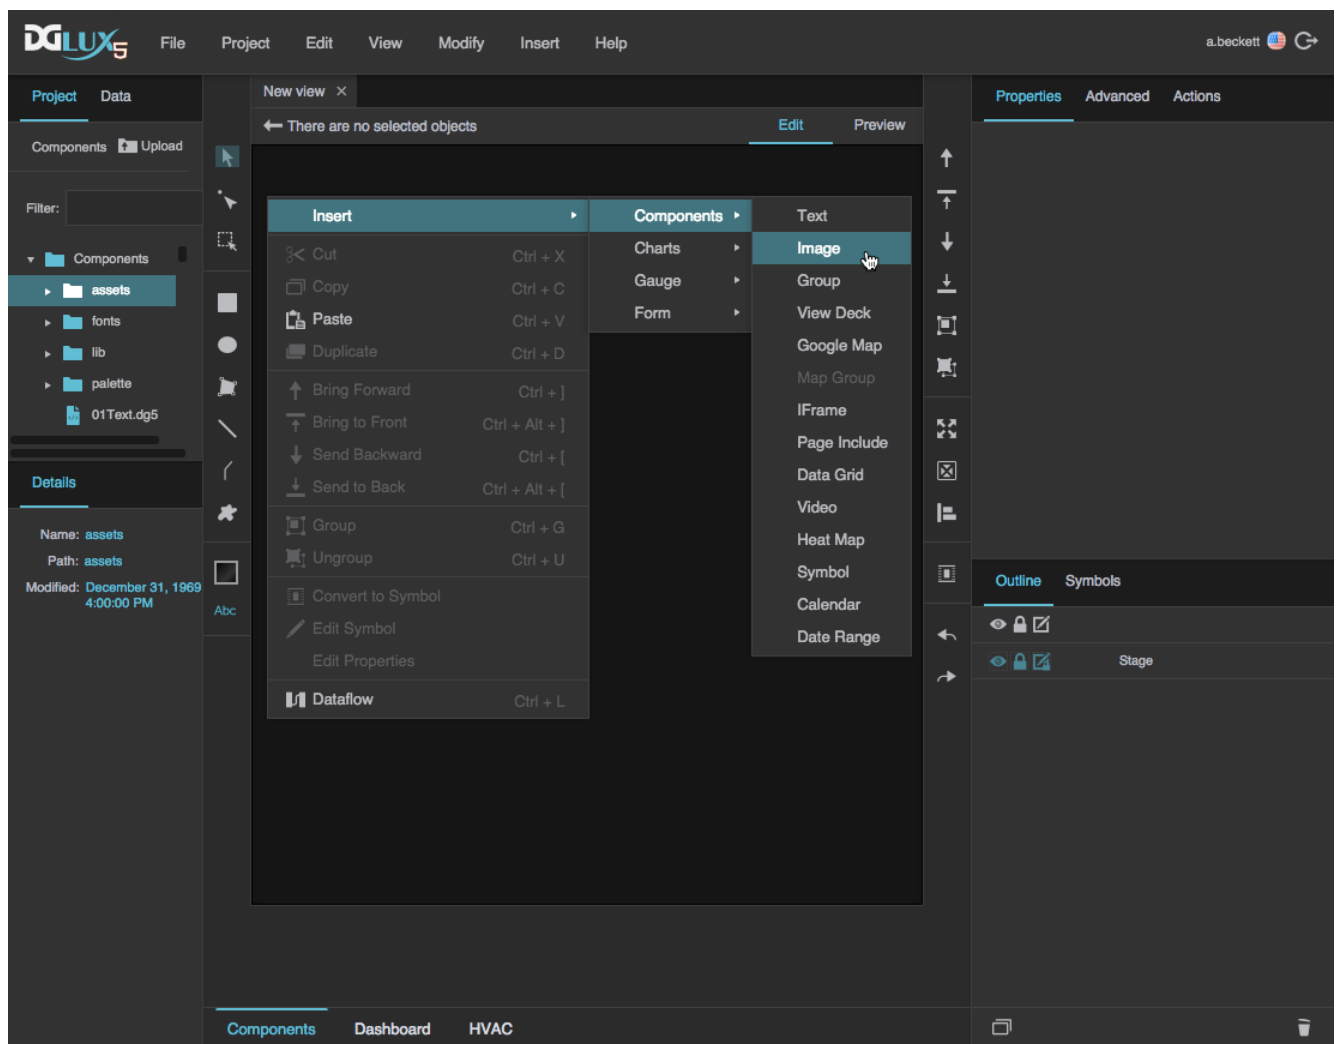 DGLUX5
File Project Edit View Modify Insert Help
a.beckett
Project Data
Components Upload
Filter:
Components
assets
fonts
lib
palette
01Text.dg5
Details
Name: assets
Path: assets
Modified: December 31, 1969
4:00:00 PM
Abc
New view ×
There are no selected objects
Edit Preview
Insert
Cut Ctrl + X
Copy Ctrl + C
Paste Ctrl + V
Duplicate Ctrl + D
Bring Forward Ctrl + ]
Bring to Front Ctrl + Alt + ]
Send Backward Ctrl + [
Send to Back Ctrl + Alt + [
Group Ctrl + G
Ungroup Ctrl + U
Convert to Symbol
Edit Symbol
Edit Properties
Dataflow Ctrl + L
Components
Charts
Gauge
Form
Text
Image
Group
View Deck
Google Map
Map Group
IFrame
Page Include
Data Grid
Video
Heat Map
Symbol
Calendar
Date Range
Properties Advanced Actions
Outline Symbols
Stage
Components Dashboard HVAC